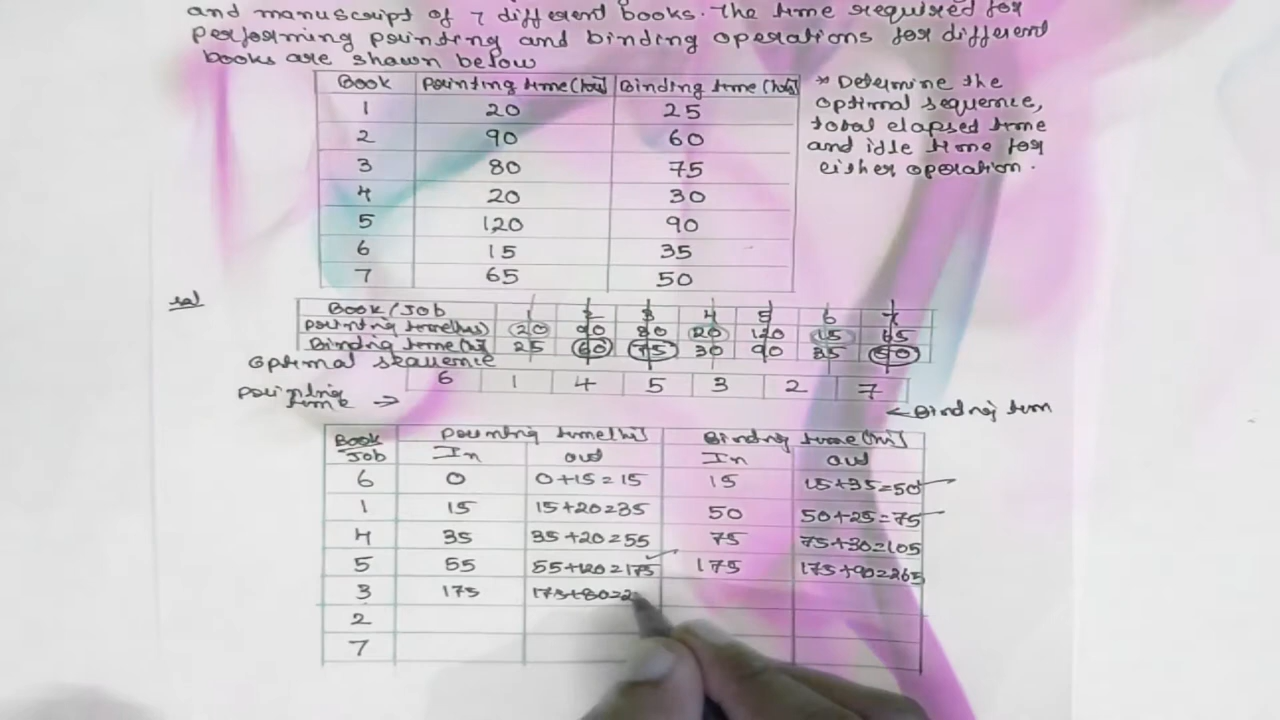 and manuscript of 7 different books. The time required for
performing printing and binding operations for different
books are shown below
Book Printing time (hrs) Binding time (hrs)
1 20 25
2 90 60
3 80 75
4 20 30
5 120 90
6 15 35
7 65 50
* Determine the
optimal sequence,
total elapsed time
and idle time for
either operation.
sol
Book/Job 1 2 3 4 5 6 7
Printing time (hrs) 20 90 80 20 120 15 65
Binding time (hr) 25 60 75 30 90 35 50
optimal sequence
6 1 4 5 3 2 7
printing time →
← Binding time
Book Job Printing time (hr) Binding time (hr)
In out In out
6 0 0+15=15 15 15+35=50
1 15 15+20=35 50 50+25=75
4 35 35+20=55 75 75+30=105
5 55 55+120=175 175 175+90=265
3 175 175+80=2
2
7